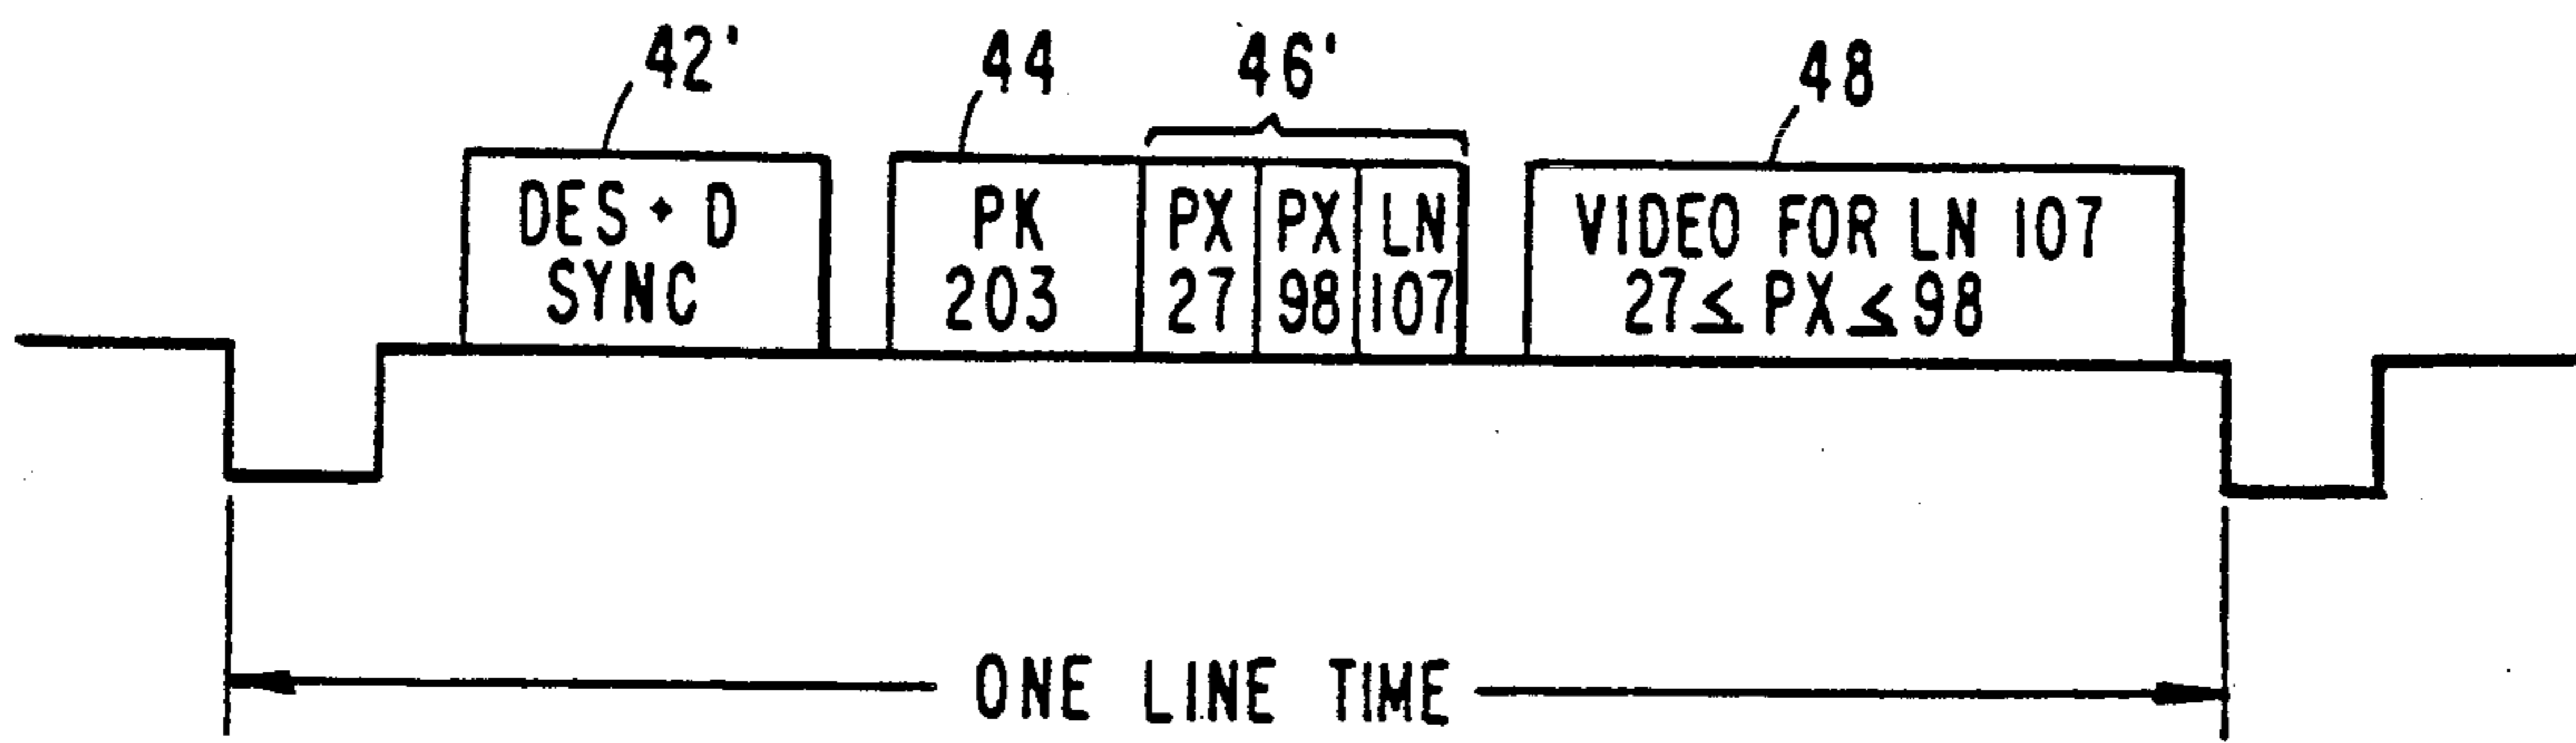 42' 44 46' 48
DES + D
SYNC
PK
203
PX
27
PX
98
LN
107
VIDEO FOR LN 107
27 ≤ PX ≤ 98
ONE LINE TIME